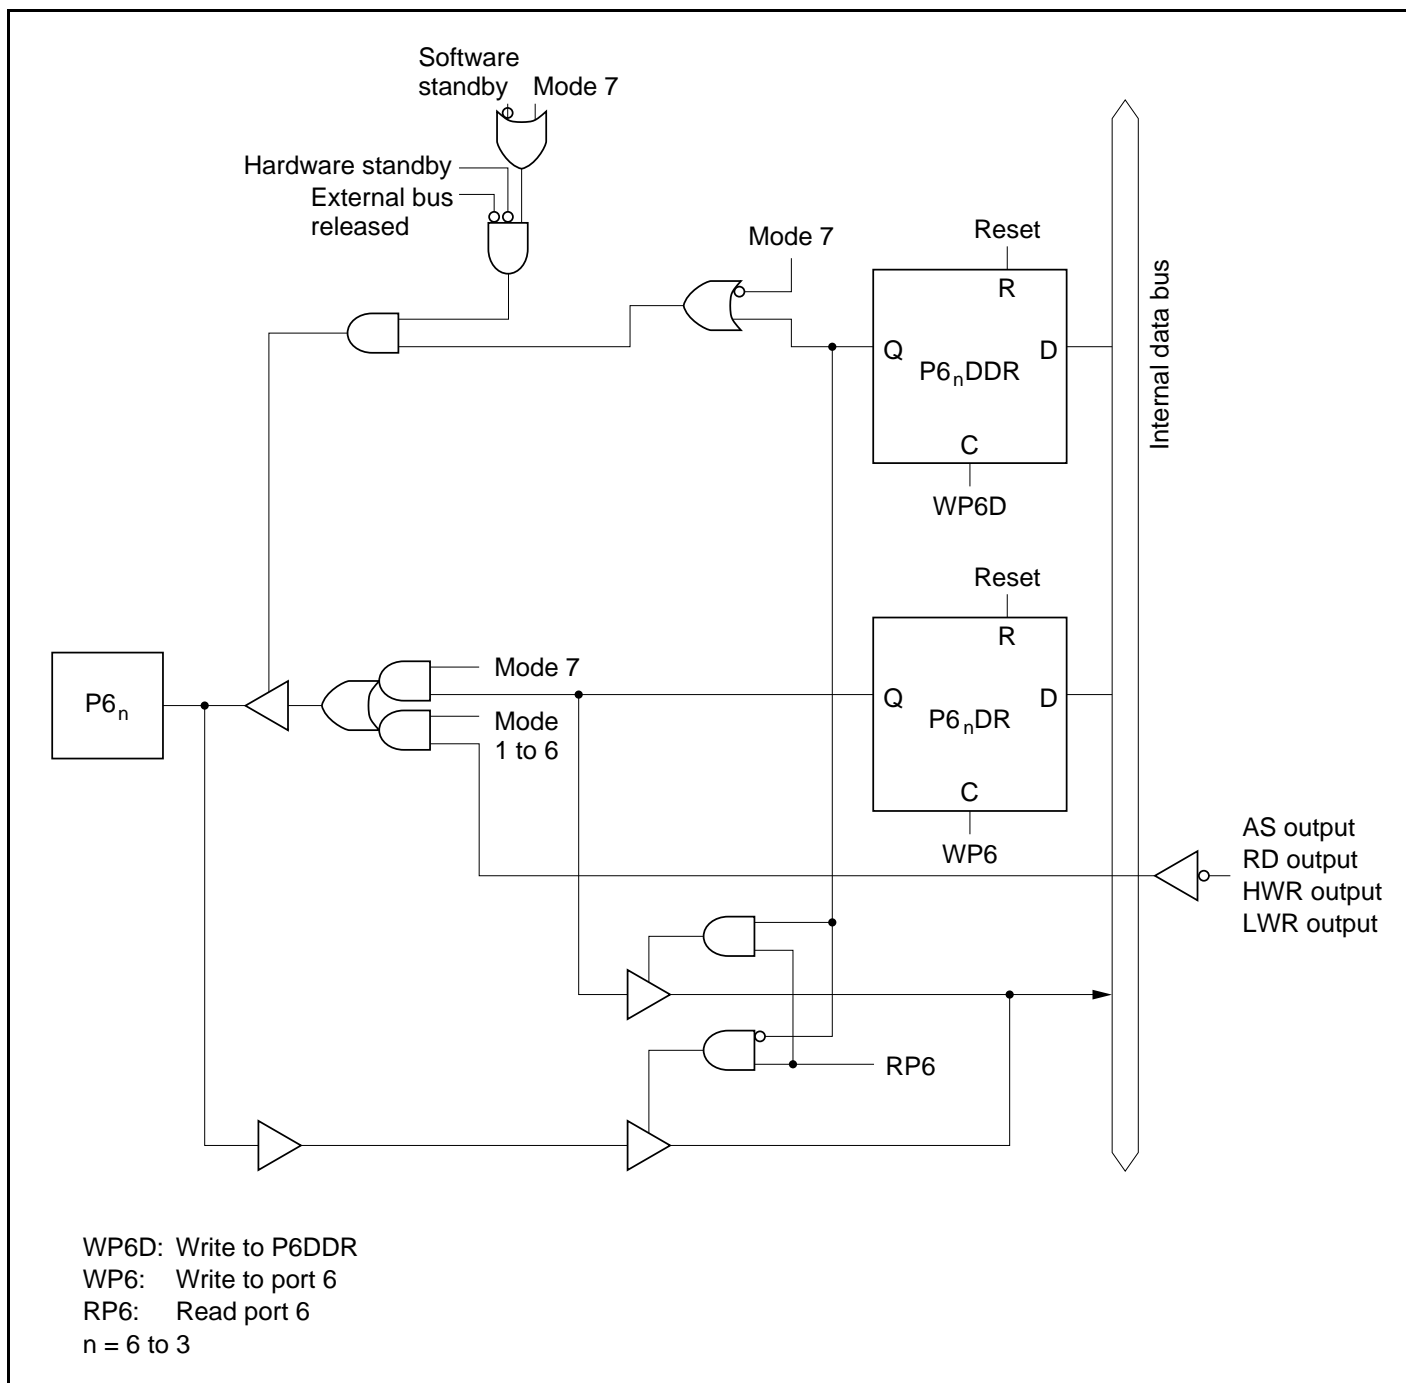 Software
standby
Mode 7
Hardware standby
External bus
released
Mode 7
Reset
R
Q
D
P6nDDR
C
WP6D
Internal data bus
Reset
R
Q
D
P6nDR
C
WP6
P6n
Mode 7
Mode
1 to 6
AS output
RD output
HWR output
LWR output
RP6
WP6D: Write to P6DDR
WP6: Write to port 6
RP6: Read port 6
n = 6 to 3